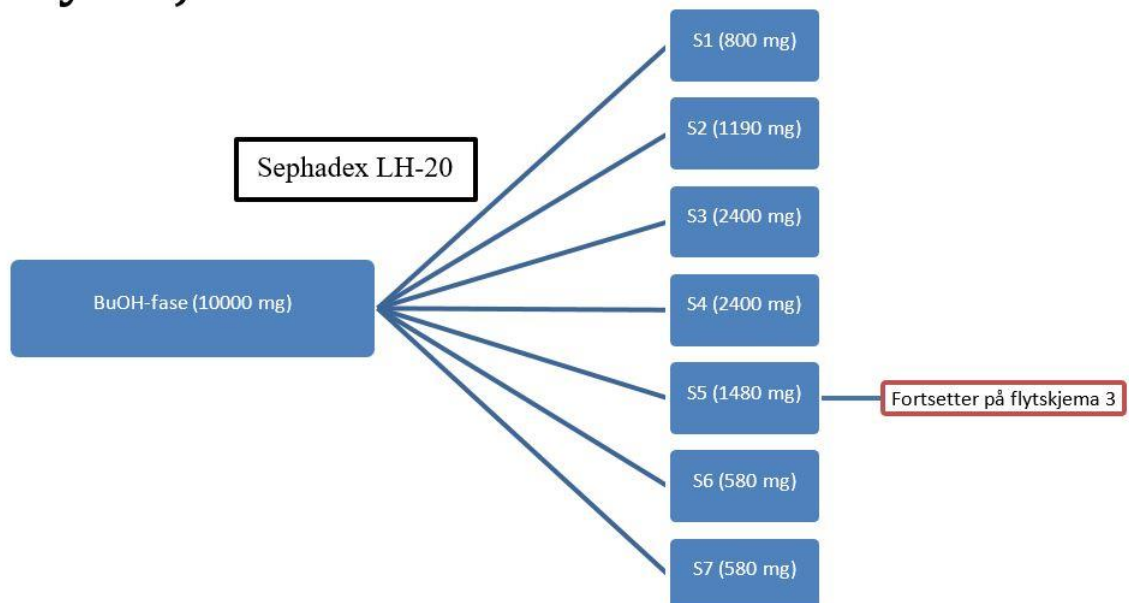 Sephadex LH-20
BuOH-fase (10000 mg)
S1 (800 mg)
S2 (1190 mg)
S3 (2400 mg)
S4 (2400 mg)
S5 (1480 mg)
Fortsetter på flytskjema 3
S6 (580 mg)
S7 (580 mg)